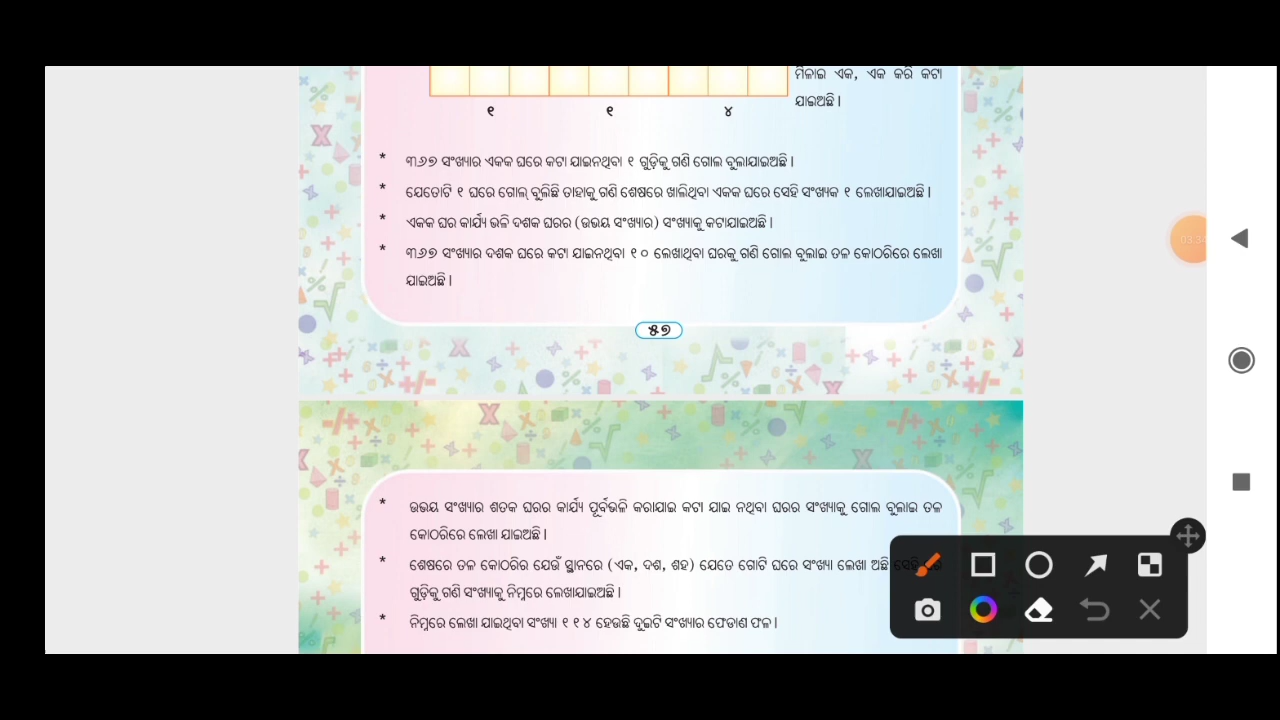 ମିଳାଇ ଏକ, ଏକ କରି କଟା
ଯାଇଅଛି।
୧ ୧ ୪
* ୩୬୭ ସଂଖ୍ୟାର ଏକକ ଘରେ କଟା ଯାଇନଥିବା ୧ ଗୁଡ଼ିକୁ ଗଣି ଗୋଲ ବୁଲାଯାଇଅଛି।
* ଯେତୋଟି ୧ ଘରେ ଗୋଲ୍ ବୁଲିଛି ତାହାକୁ ଗଣି ଶେଷରେ ଖାଲିଥିବା ଏକକ ଘରେ ସେହି ସଂଖ୍ୟକ ୧ ଲେଖାଯାଇଅଛି।
* ଏକକ ଘର କାର୍ଯ୍ୟ ଭଳି ଦଶକ ଘରର (ଉଭୟ ସଂଖ୍ୟାର) ସଂଖ୍ୟାକୁ କଟାଯାଇଅଛି।
* ୩୬୭ ସଂଖ୍ୟାର ଦଶକ ଘରେ କଟା ଯାଇନଥିବା ୧୦ ଲେଖାଥିବା ଘରକୁ ଗଣି ଗୋଲ ବୁଲାଇ ତଳ କୋଠରିରେ ଲେଖା
ଯାଇଅଛି।
୫୭
* ଉଭୟ ସଂଖ୍ୟାର ଶତକ ଘରର କାର୍ଯ୍ୟ ପୂର୍ବଭଳି କରାଯାଇ କଟା ଯାଇ ନଥିବା ଘରର ସଂଖ୍ୟାକୁ ଗୋଲ ବୁଲାଇ ତଳ
କୋଠରିରେ ଲେଖା ଯାଇଅଛି।
* ଶେଷରେ ତଳ କୋଠରିର ଯେଉଁ ସ୍ଥାନରେ (ଏକ, ଦଶ, ଶହ) ଯେତେ ଗୋଟି ଘରେ ସଂଖ୍ୟା ଲେଖା ଅଛି ସେହି
ଗୁଡ଼ିକୁ ଗଣି ସଂଖ୍ୟାକୁ ନିମ୍ନରେ ଲେଖାଯାଇଅଛି।
* ନିମ୍ନରେ ଲେଖା ଯାଇଥିବା ସଂଖ୍ୟା ୧୧୪ ହେଉଛି ଦୁଇଟି ସଂଖ୍ୟାର ଫେଡାଣ ଫଳ।